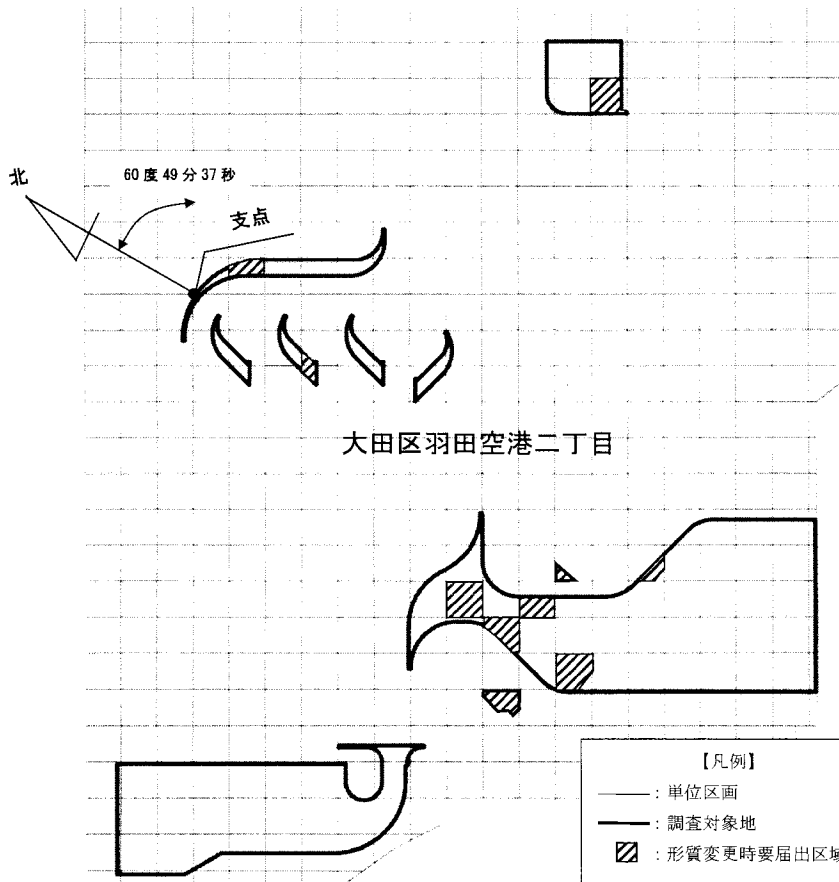 北
60度49分37秒
支点
大田区羽田空港二丁目
【凡例】
：単位区画
：調査対象地
：形質変更時要届出区域